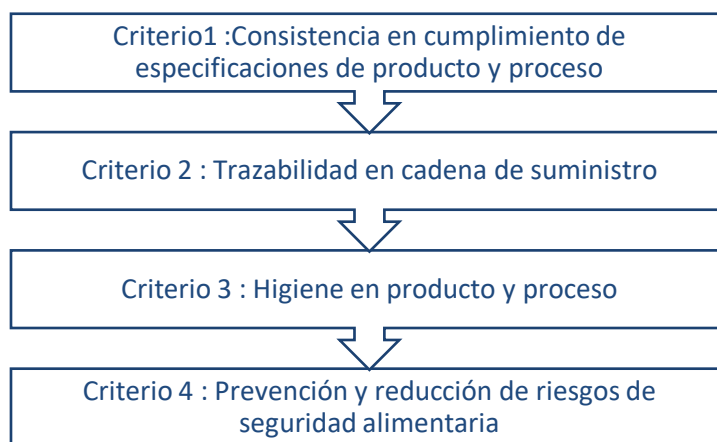 Criterio1 :Consistencia en cumplimiento de
especificaciones de producto y proceso
Criterio 2 : Trazabilidad en cadena de suministro
Criterio 3 : Higiene en producto y proceso
Criterio 4 : Prevención y reducción de riesgos de
seguridad alimentaria